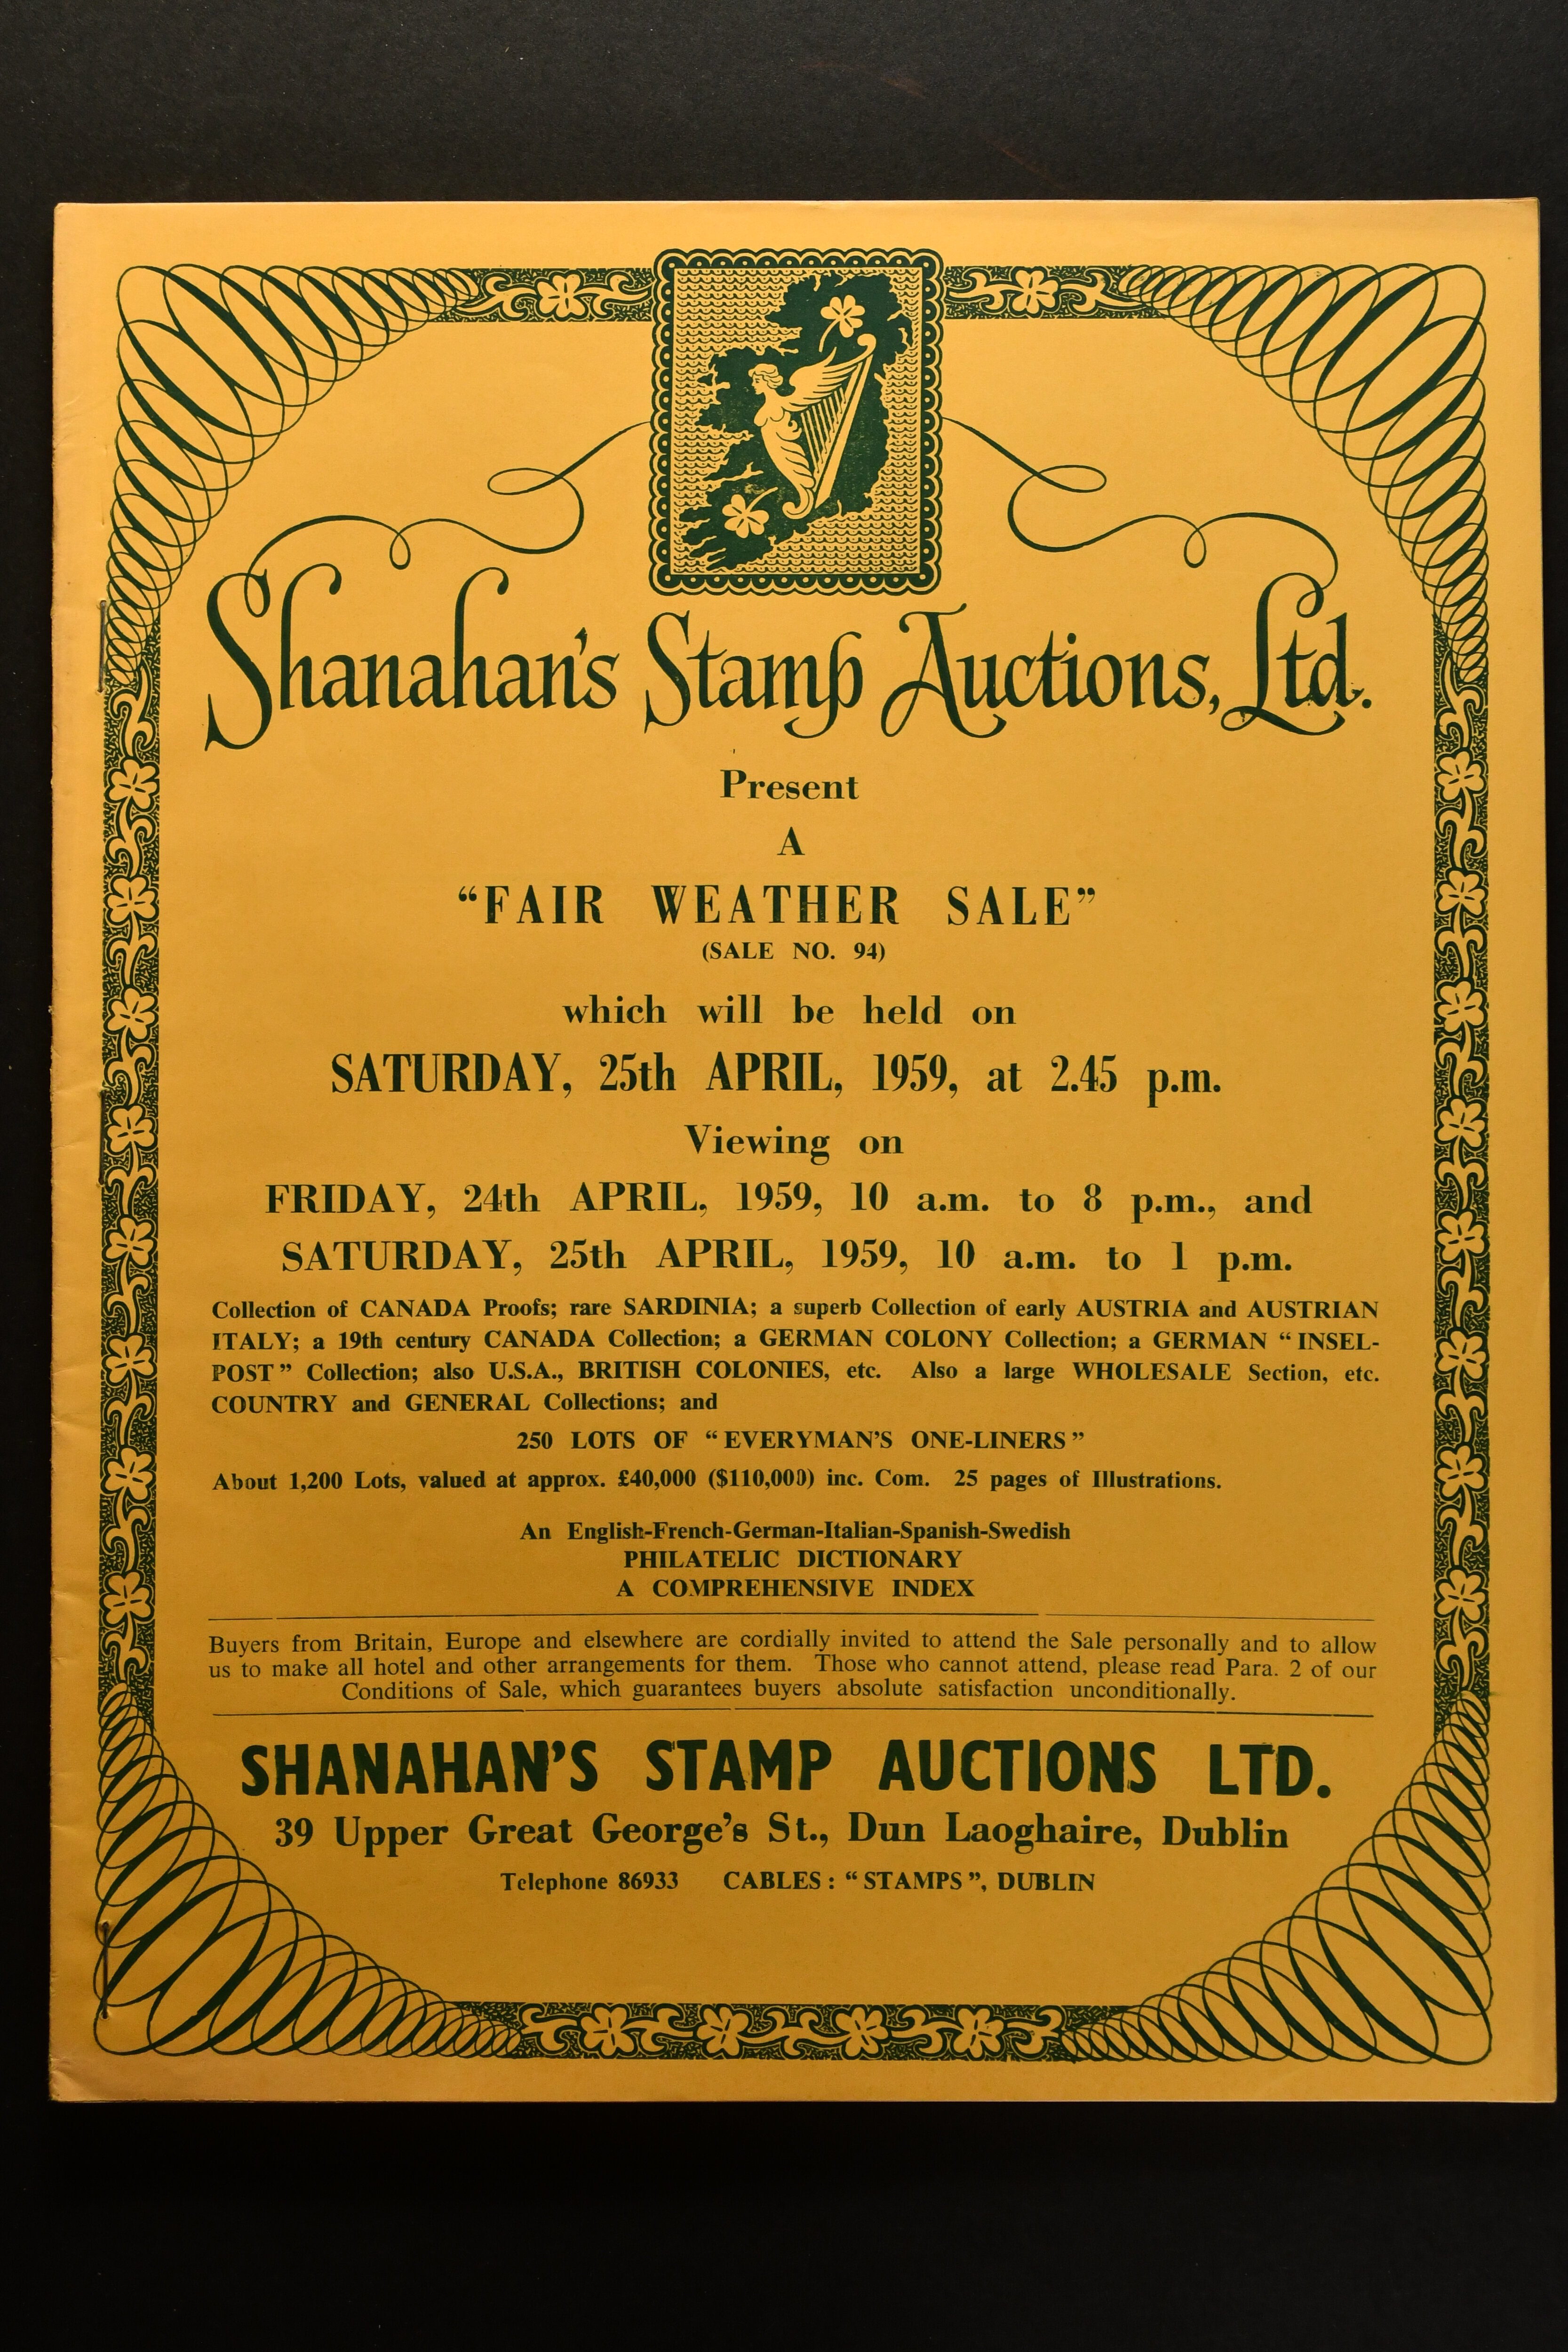 Shanahan's Stamp Auctions, Ltd.
Present
A
“FAIR WEATHER SALE”
(SALE NO. 94)
which will be held on
SATURDAY, 25th APRIL, 1959, at 2.45 p.m.
Viewing on
FRIDAY, 24th APRIL, 1959, 10 a.m. to 8 p.m., and
SATURDAY, 25th APRIL, 1959, 10 a.m. to 1 p.m.
Collection of CANADA Proofs; rare SARDINIA; a superb Collection of early AUSTRIA and AUSTRIAN
ITALY; a 19th century CANADA Collection; a GERMAN COLONY Collection; a GERMAN “INSEL-
POST” Collection; also U.S.A., BRITISH COLONIES, etc. Also a large WHOLESALE Section, etc.
COUNTRY and GENERAL Collections; and
250 LOTS OF “EVERYMAN'S ONE-LINERS”
About 1,200 Lots, valued at approx. £40,000 ($110,000) inc. Com. 25 pages of Illustrations.
An English-French-German-Italian-Spanish-Swedish
PHILATELIC DICTIONARY
A COMPREHENSIVE INDEX
Buyers from Britain, Europe and elsewhere are cordially invited to attend the Sale personally and to allow
us to make all hotel and other arrangements for them. Those who cannot attend, please read Para. 2 of our
Conditions of Sale, which guarantees buyers absolute satisfaction unconditionally.
SHANAHAN'S STAMP AUCTIONS LTD.
39 Upper Great George's St., Dun Laoghaire, Dublin
Telephone 86933 CABLES: “STAMPS”, DUBLIN